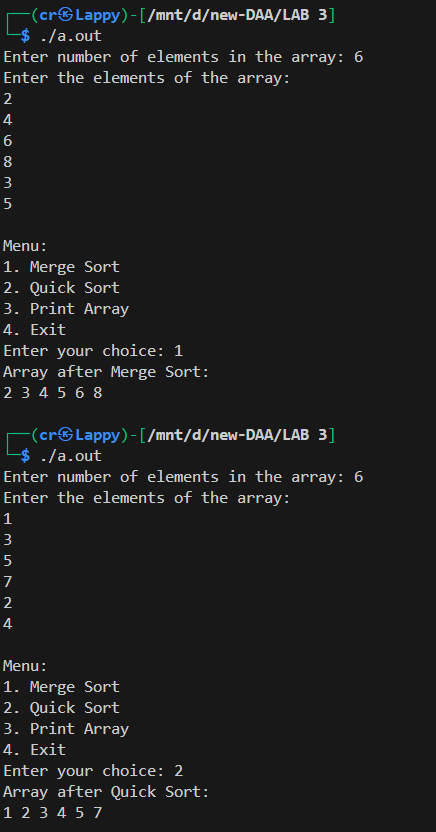 ┌──(cr㉿Lappy)-[/mnt/d/new-DAA/LAB 3]
└─$ ./a.out
Enter number of elements in the array: 6
Enter the elements of the array:
2
4
6
8
3
5

Menu:
1. Merge Sort
2. Quick Sort
3. Print Array
4. Exit
Enter your choice: 1
Array after Merge Sort:
2 3 4 5 6 8

┌──(cr㉿Lappy)-[/mnt/d/new-DAA/LAB 3]
└─$ ./a.out
Enter number of elements in the array: 6
Enter the elements of the array:
1
3
5
7
2
4

Menu:
1. Merge Sort
2. Quick Sort
3. Print Array
4. Exit
Enter your choice: 2
Array after Quick Sort:
1 2 3 4 5 7